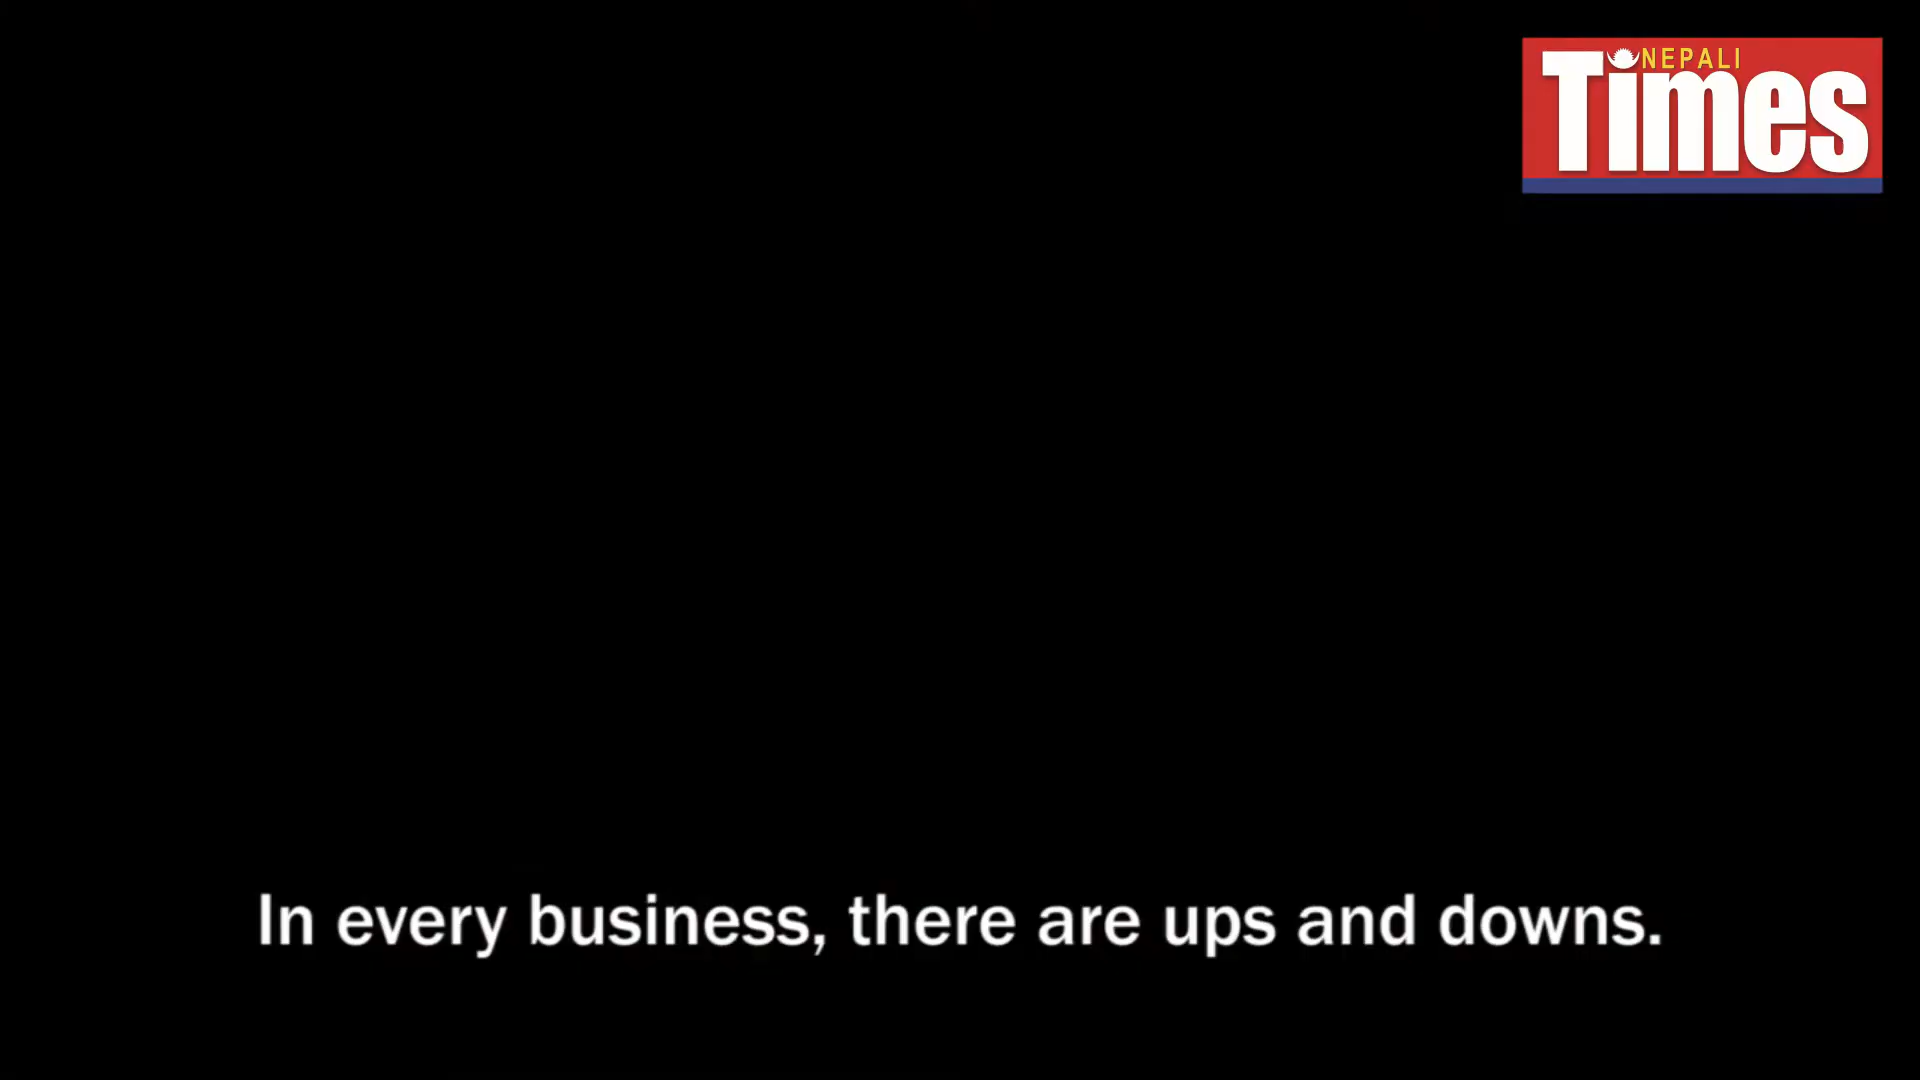 NEPALI
Times
In every business, there are ups and downs.